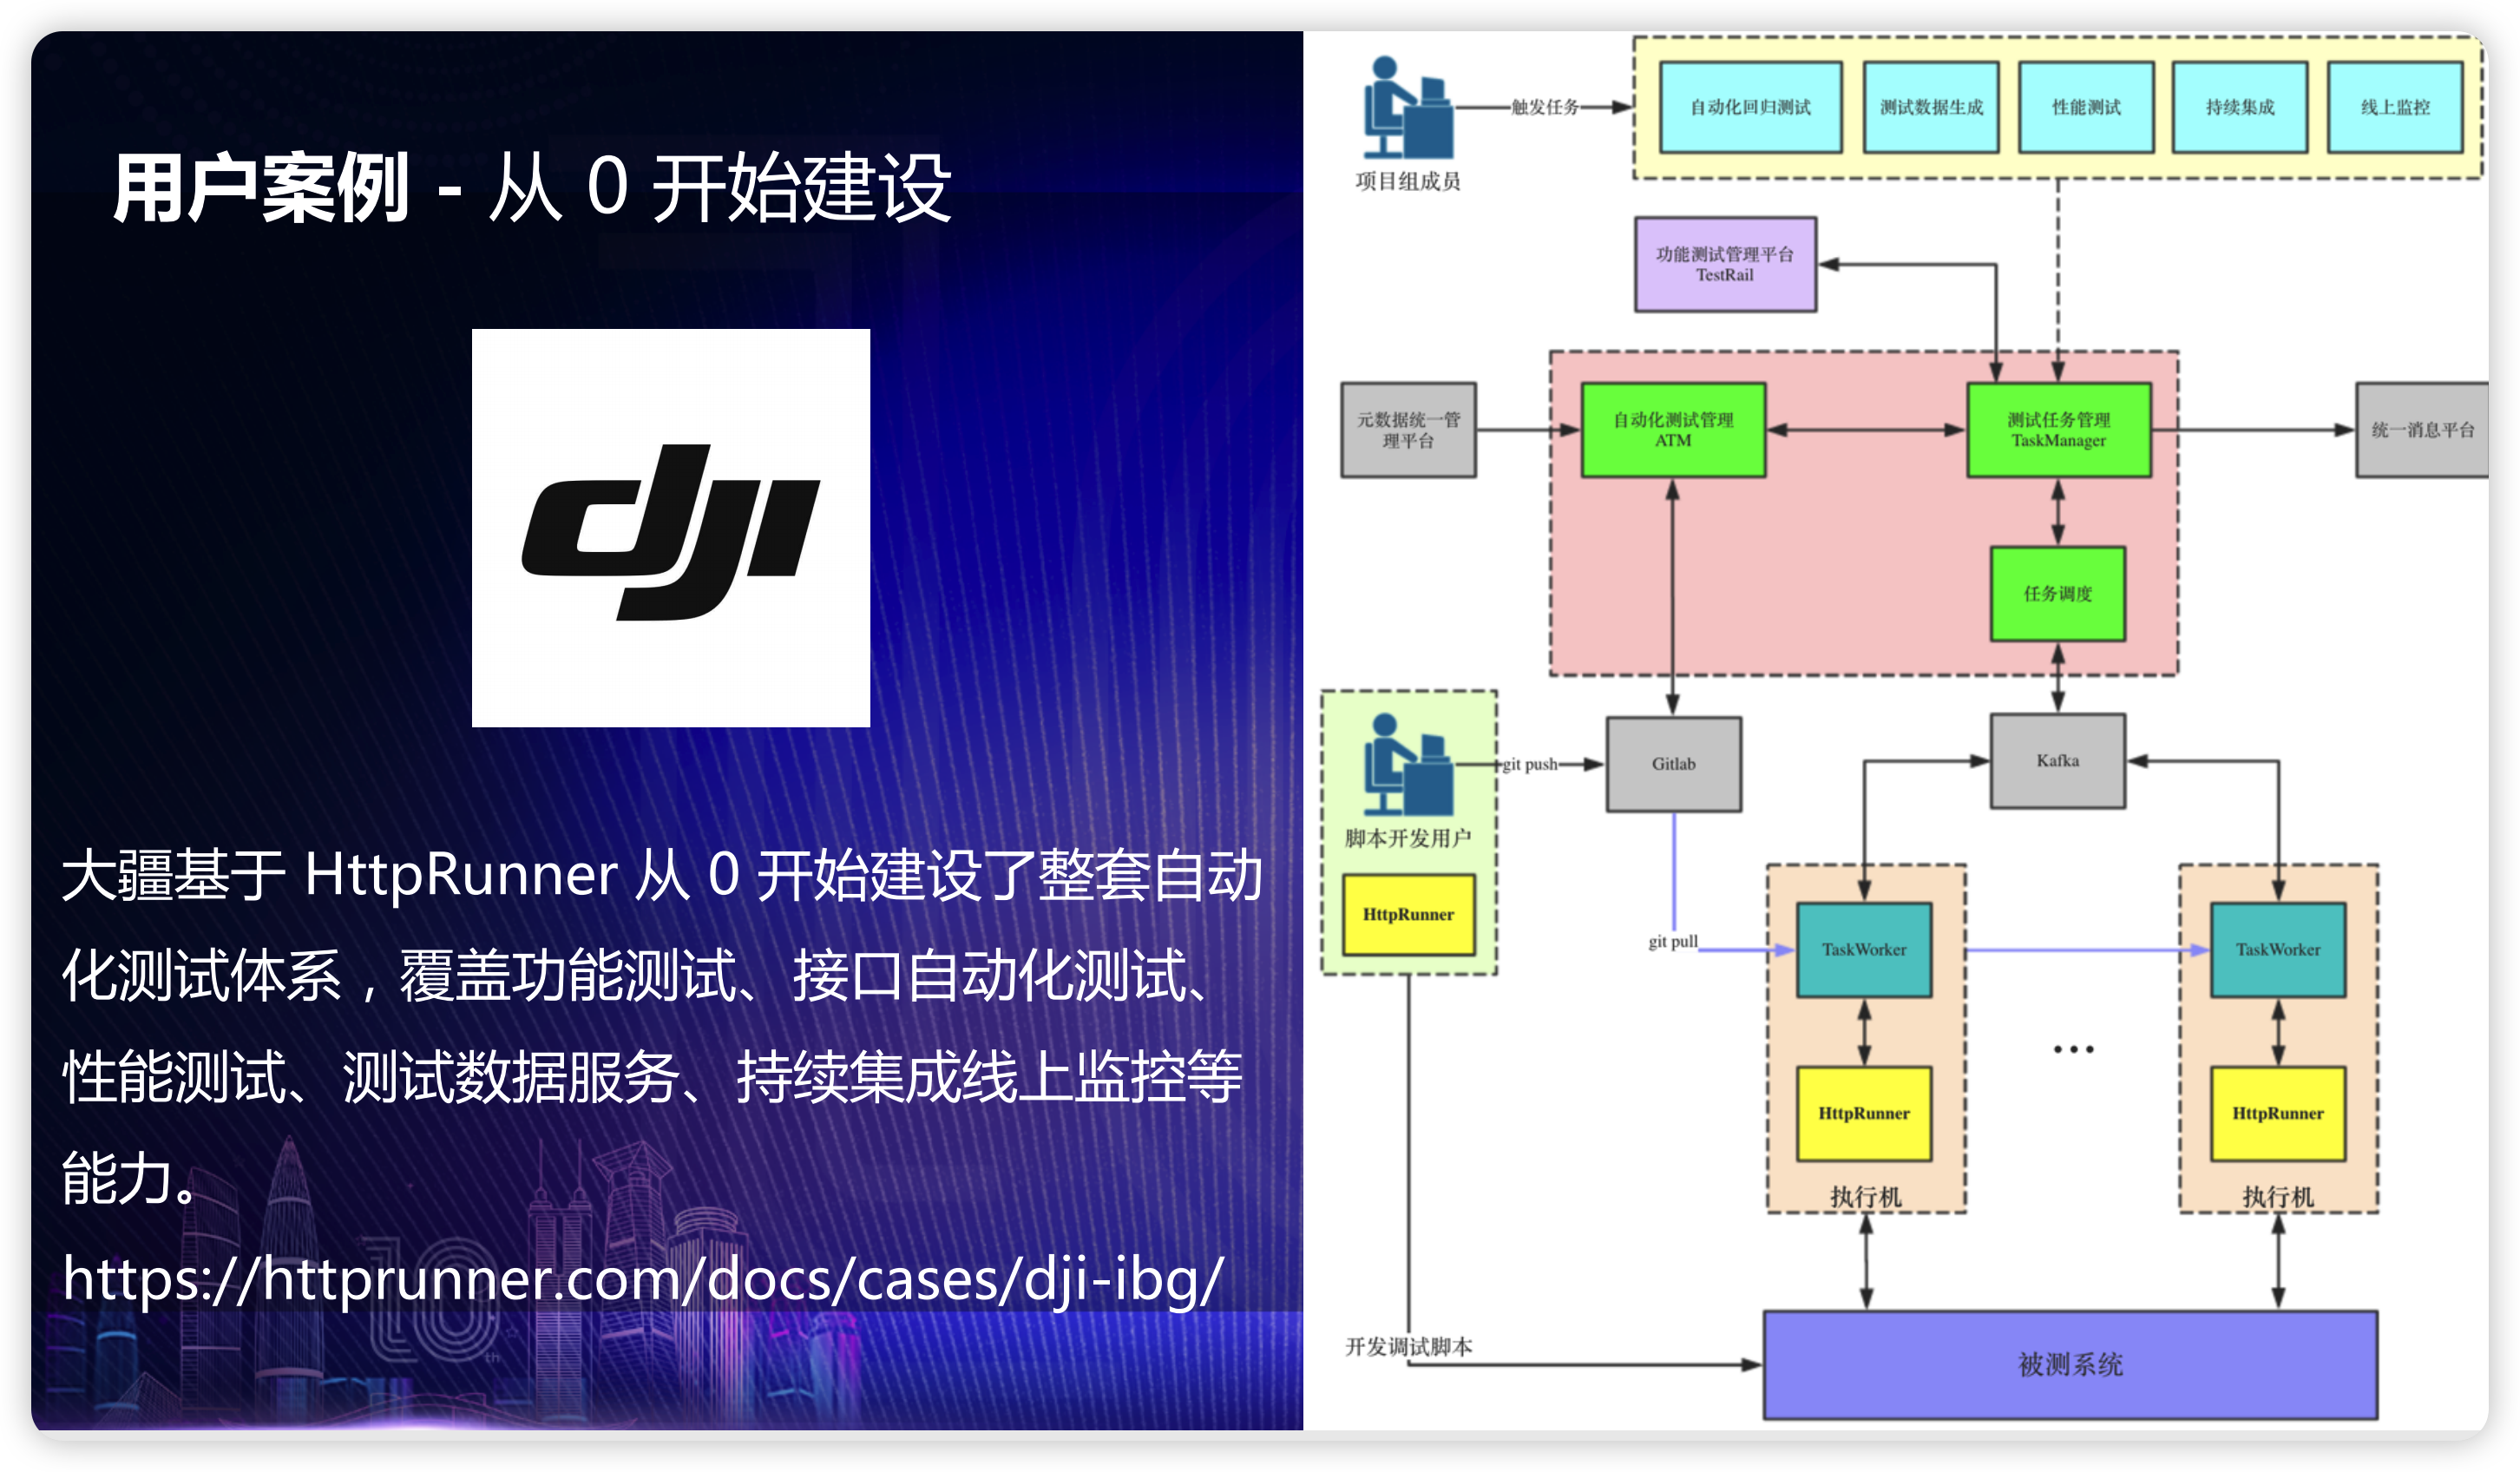 用户案例 - 从 0 开始建设
dji
大疆基于 HttpRunner 从 0 开始建设了整套自动
化测试体系，覆盖功能测试、接口自动化测试、
性能测试、测试数据服务、持续集成线上监控等
能力。
https://httprunner.com/docs/cases/dji-ibg/
10th
触发任务
项目组成员
自动化回归测试
测试数据生成
性能测试
持续集成
线上监控
功能测试管理平台
TestRail
元数据统一管
理平台
自动化测试管理
ATM
测试任务管理
TaskManager
统一消息平台
任务调度
脚本开发用户
HttpRunner
git push
Gitlab
Kafka
git pull
TaskWorker
TaskWorker
...
HttpRunner
HttpRunner
执行机
执行机
开发调试脚本
被测系统